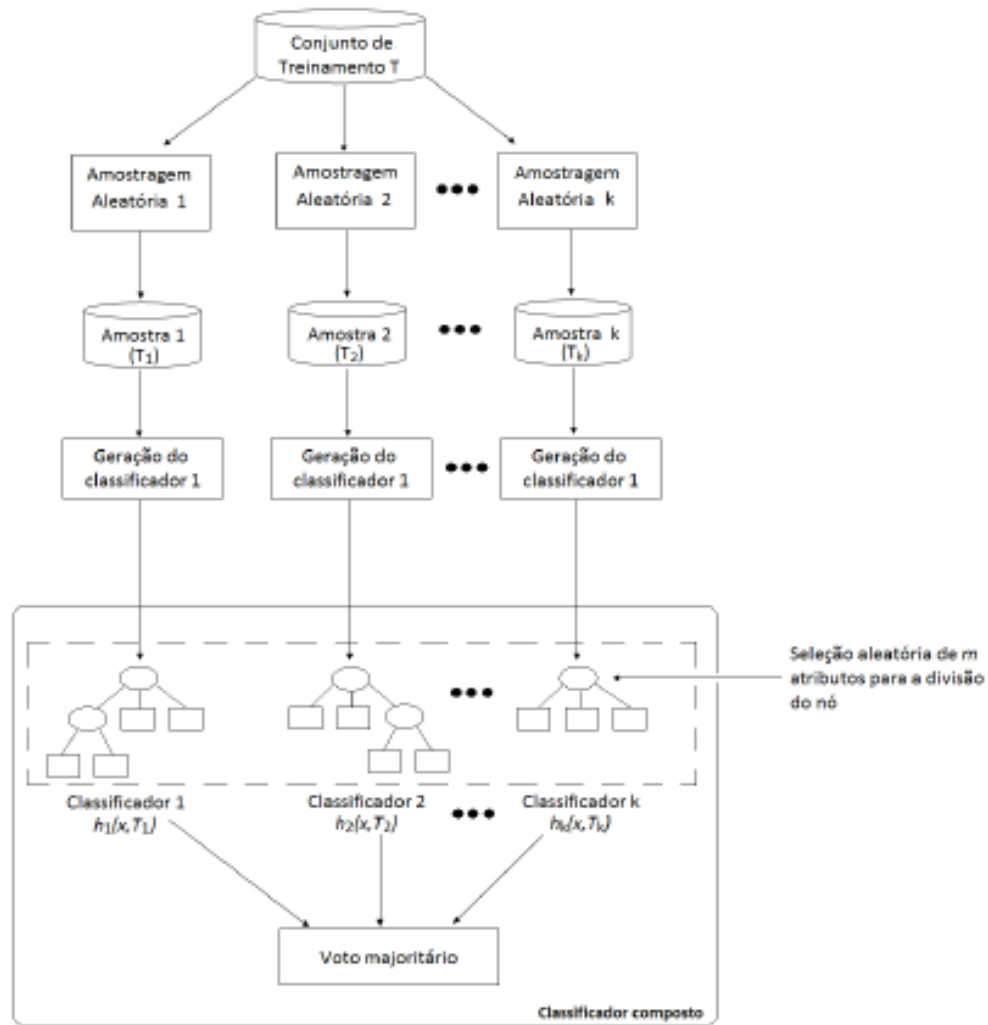 Conjunto de
Treinamento T
Amostragem
Aleatória 1
Amostragem
Aleatória 2
Amostragem
Aleatória k
Amostra 1
(T₁)
Amostra 2
(T₂)
Amostra k
(Tₖ)
Geração do
classificador 1
Geração do
classificador 1
Geração do
classificador 1
Seleção aleatória de m
atributos para a divisão
do nó
Classificador 1
h₁(x,T₁)
Classificador 2
h₂(x,T₂)
Classificador k
hₖ(x,Tₖ)
Voto majoritário
Classificador composto